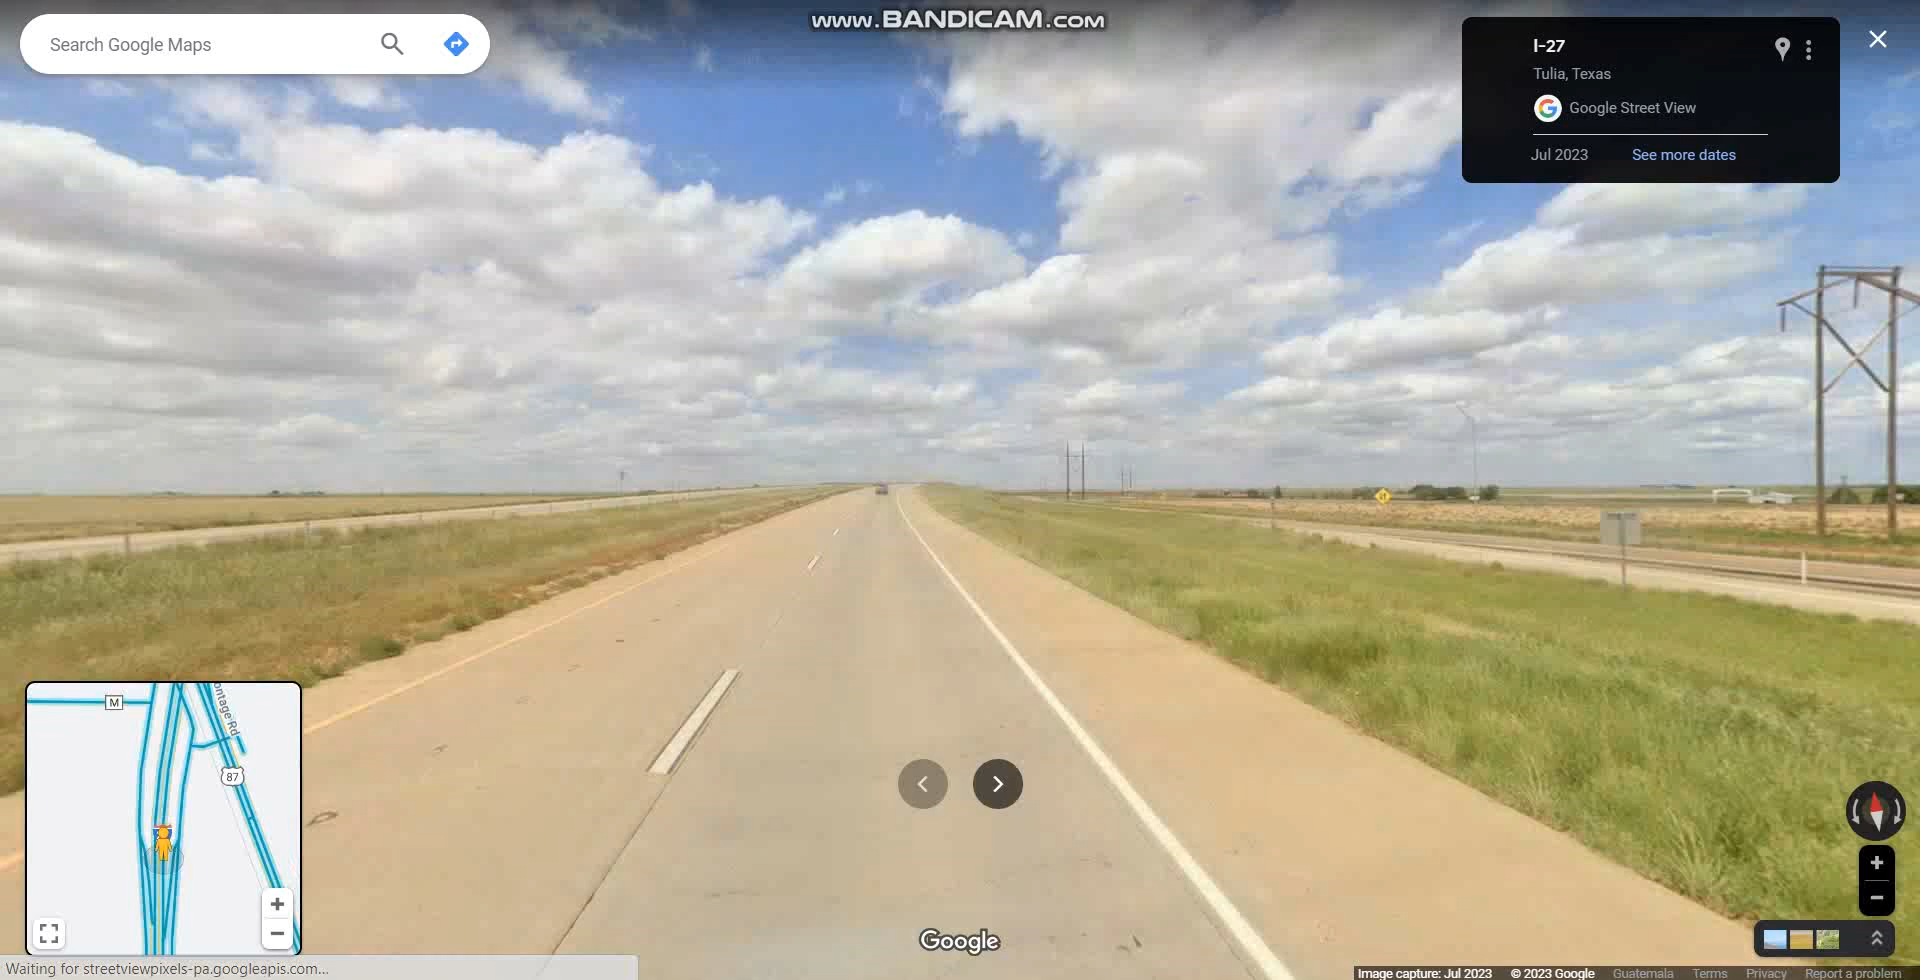 www.BANDICAM.com
Search Google Maps
I-27
Tulia, Texas
Google Street View
Jul 2023 See more dates
M
ontage Rd
87
Google
Waiting for streetviewpixels-pa.googleapis.com...
Image capture: Jul 2023 © 2023 Google Guatemala Terms Privacy Report a problem